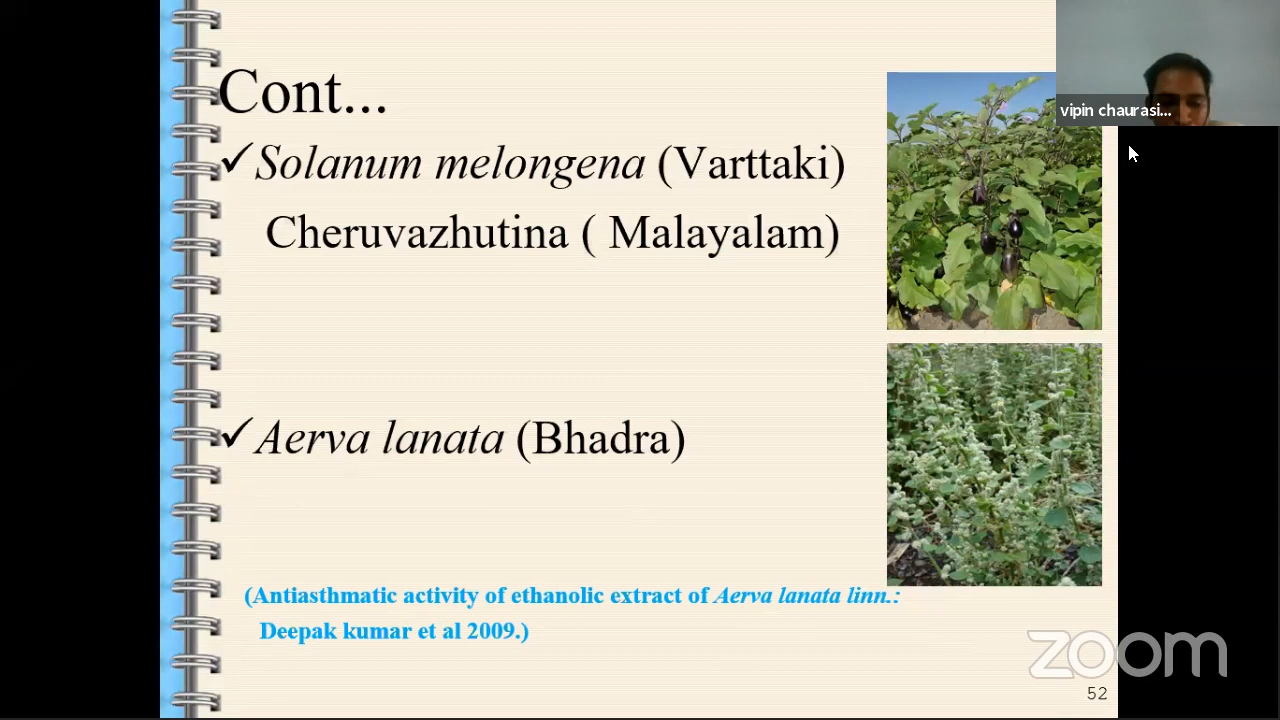 Cont...
✓Solanum melongena (Varttaki)
Cheruvazhutina ( Malayalam)
✓Aerva lanata (Bhadra)
(Antiasthmatic activity of ethanolic extract of Aerva lanata linn.:
Deepak kumar et al 2009.)
vipin chaurasi...
zoom
52